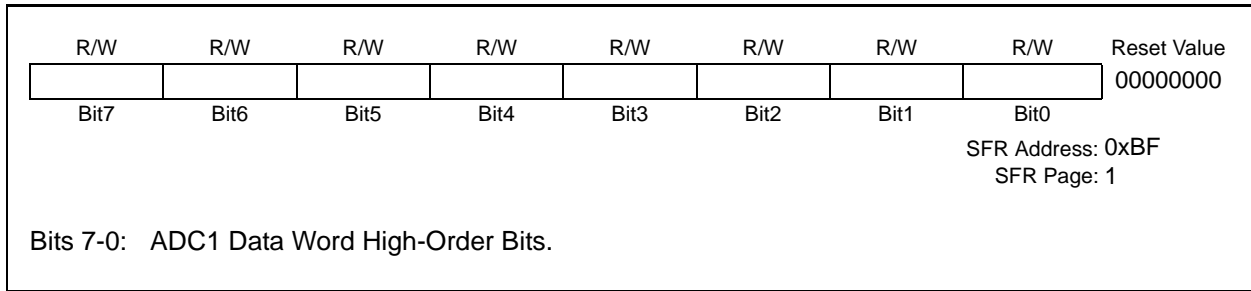 R/W R/W R/W R/W R/W R/W R/W R/W Reset Value
00000000
Bit7 Bit6 Bit5 Bit4 Bit3 Bit2 Bit1 Bit0
SFR Address: 0xBF
SFR Page: 1
Bits 7-0: ADC1 Data Word High-Order Bits.